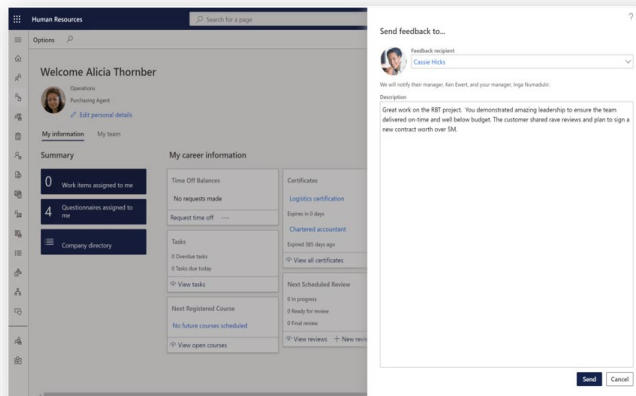 Human Resources
Search for a page
Options
Welcome Alicia Thornber
Operations
Purchasing Agent
Edit personal details
My information
My team
Summary
0 Work items assigned to me
4 Questionnaires assigned to
me
Company directory
My career information
Time Off Balances
No requests made
Request time off
Tasks
0 Overdue tasks
0 Tasks due today
View tasks
Next Registered Course
No future courses scheduled
View open courses
Certificates
Logistics certification
Expires in 0 days
Chartered accountant
Expired 385 days ago
View all certificates
Next Scheduled Review
0 In progress
0 Ready for review
0 Final review
View reviews + New revie
?
Send feedback to...
Feedback recipient
Cassie Hicks
We will notify their manager, Ken Evert, and your manager, Inga Numadutir.
Description
Great work on the RBT project. You demonstrated amazing leadership to ensure the team
delivered on-time and well below budget. The customer shared rave reviews and plan to sign a
new contract worth over 5M.
Send
Cancel